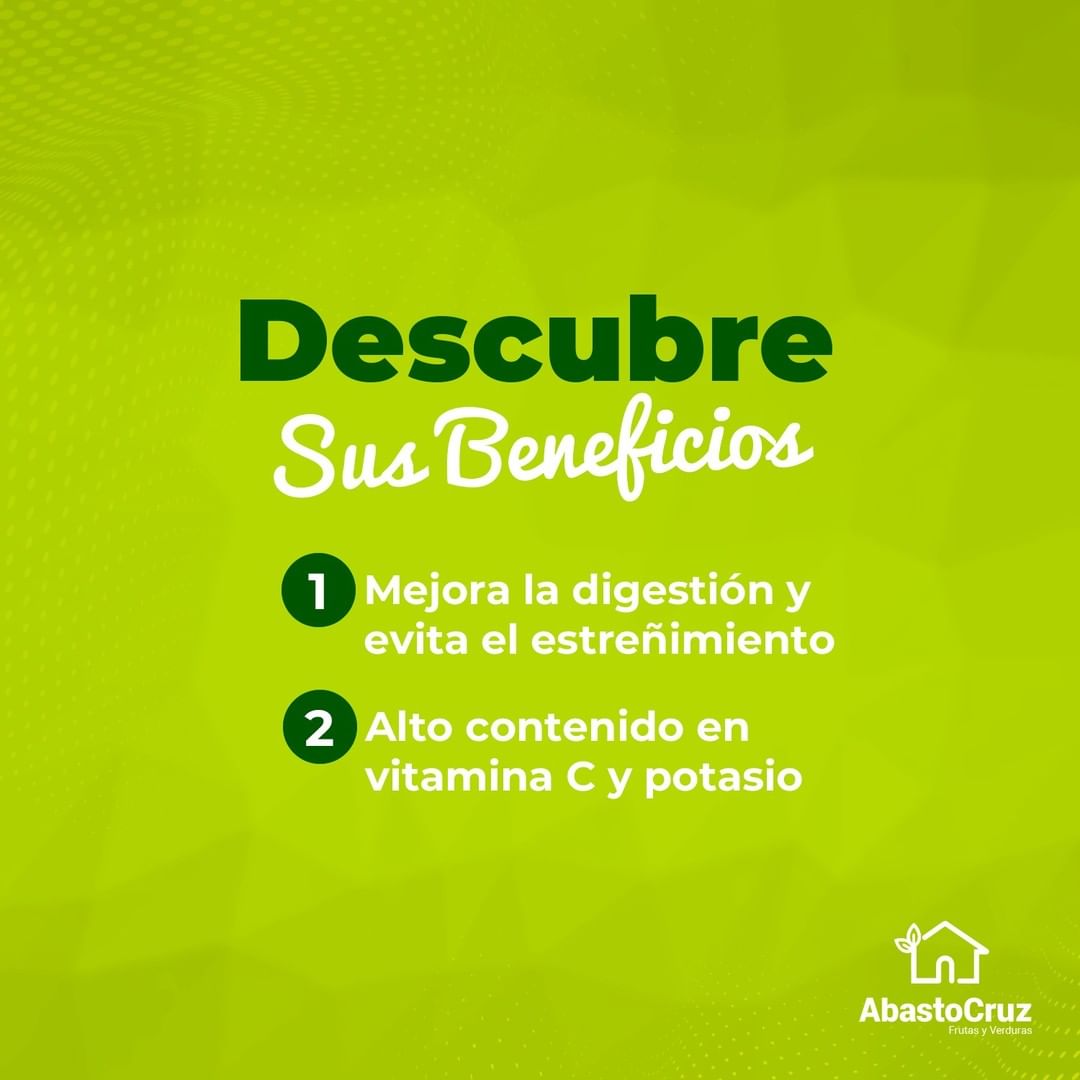 Descubre
Sus Beneficios
1 Mejora la digestión y
evita el estreñimiento
2 Alto contenido en
vitamina C y potasio
AbastoCruz
Frutas y Verduras